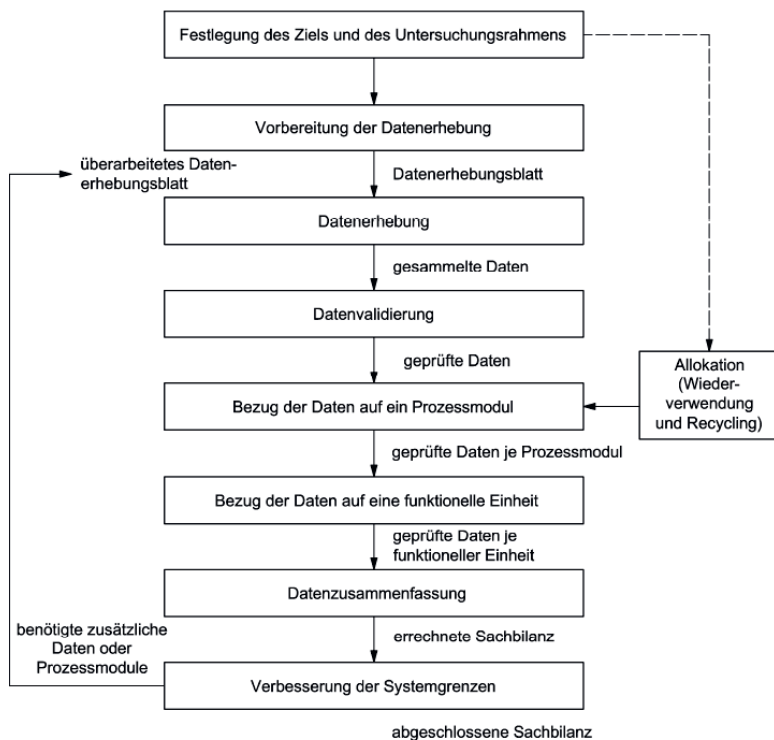 Festlegung des Ziels und des Untersuchungsrahmens
Vorbereitung der Datenerhebung
überarbeitetes Daten-
erhebungsblatt
Datenerhebungsblatt
Datenerhebung
gesammelte Daten
Datenvalidierung
geprüfte Daten
Allokation
(Wieder-
verwendung
und Recycling)
Bezug der Daten auf ein Prozessmodul
geprüfte Daten je Prozessmodul
Bezug der Daten auf eine funktionelle Einheit
geprüfte Daten je
funktioneller Einheit
Datenzusammenfassung
errechnete Sachbilanz
benötigte zusätzliche
Daten oder
Prozessmodule
Verbesserung der Systemgrenzen
abgeschlossene Sachbilanz